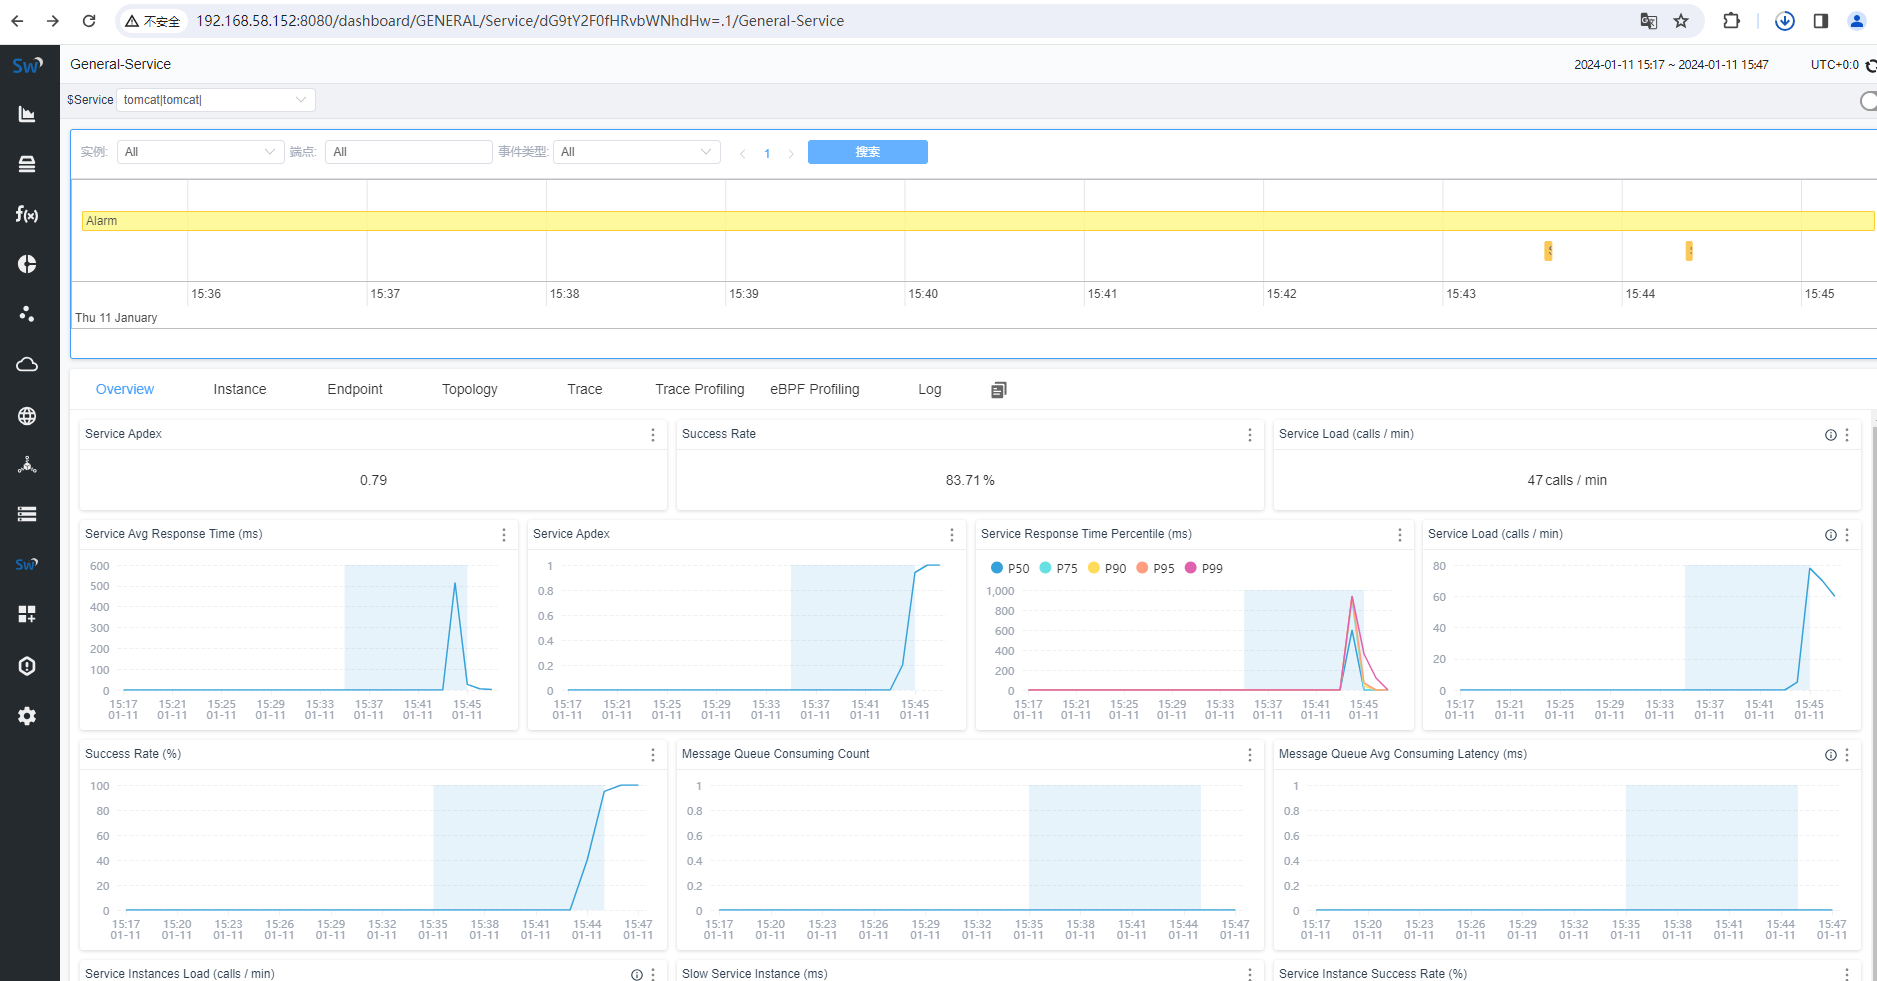 不安全 192.168.58.152:8080/dashboard/GENERAL/Service/dG9tY2F0fHRvbWNhdHw=.1/General-Service
Sw
General-Service 2024-01-11 15:17 ~ 2024-01-11 15:47 UTC+0:0
$Service tomcat|tomcat|
实例: All 端点: All 事件类型: All 1 搜索
Alarm
15:36 15:37 15:38 15:39 15:40 15:41 15:42 15:43 15:44 15:45
Thu 11 January
Overview Instance Endpoint Topology Trace Trace Profiling eBPF Profiling Log
Service Apdex
0.79
Success Rate
83.71 %
Service Load (calls / min)
47 calls / min
Service Avg Response Time (ms)
600
500
400
300
200
100
0
15:17 15:21 15:25 15:29 15:33 15:37 15:41 15:45
01-11 01-11 01-11 01-11 01-11 01-11 01-11 01-11
Service Apdex
1
0.8
0.6
0.4
0.2
0
15:17 15:21 15:25 15:29 15:33 15:37 15:41 15:45
01-11 01-11 01-11 01-11 01-11 01-11 01-11 01-11
Service Response Time Percentile (ms)
P50 P75 P90 P95 P99
1,000
800
600
400
200
0
15:17 15:21 15:25 15:29 15:33 15:37 15:41 15:45
01-11 01-11 01-11 01-11 01-11 01-11 01-11 01-11
Service Load (calls / min)
80
60
40
20
0
15:17 15:21 15:25 15:29 15:33 15:37 15:41 15:45
01-11 01-11 01-11 01-11 01-11 01-11 01-11 01-11
Success Rate (%)
100
80
60
40
20
0
15:17 15:20 15:23 15:26 15:29 15:32 15:35 15:38 15:41 15:44 15:47
01-11 01-11 01-11 01-11 01-11 01-11 01-11 01-11 01-11 01-11 01-11
Message Queue Consuming Count
1
0.8
0.6
0.4
0.2
0
15:17 15:20 15:23 15:26 15:29 15:32 15:35 15:38 15:41 15:44 15:47
01-11 01-11 01-11 01-11 01-11 01-11 01-11 01-11 01-11 01-11 01-11
Message Queue Avg Consuming Latency (ms)
1
0.8
0.6
0.4
0.2
0
15:17 15:20 15:23 15:26 15:29 15:32 15:35 15:38 15:41 15:44 15:47
01-11 01-11 01-11 01-11 01-11 01-11 01-11 01-11 01-11 01-11 01-11
Service Instances Load (calls / min)
Slow Service Instance (ms)
Service Instance Success Rate (%)
f(x)
Sw